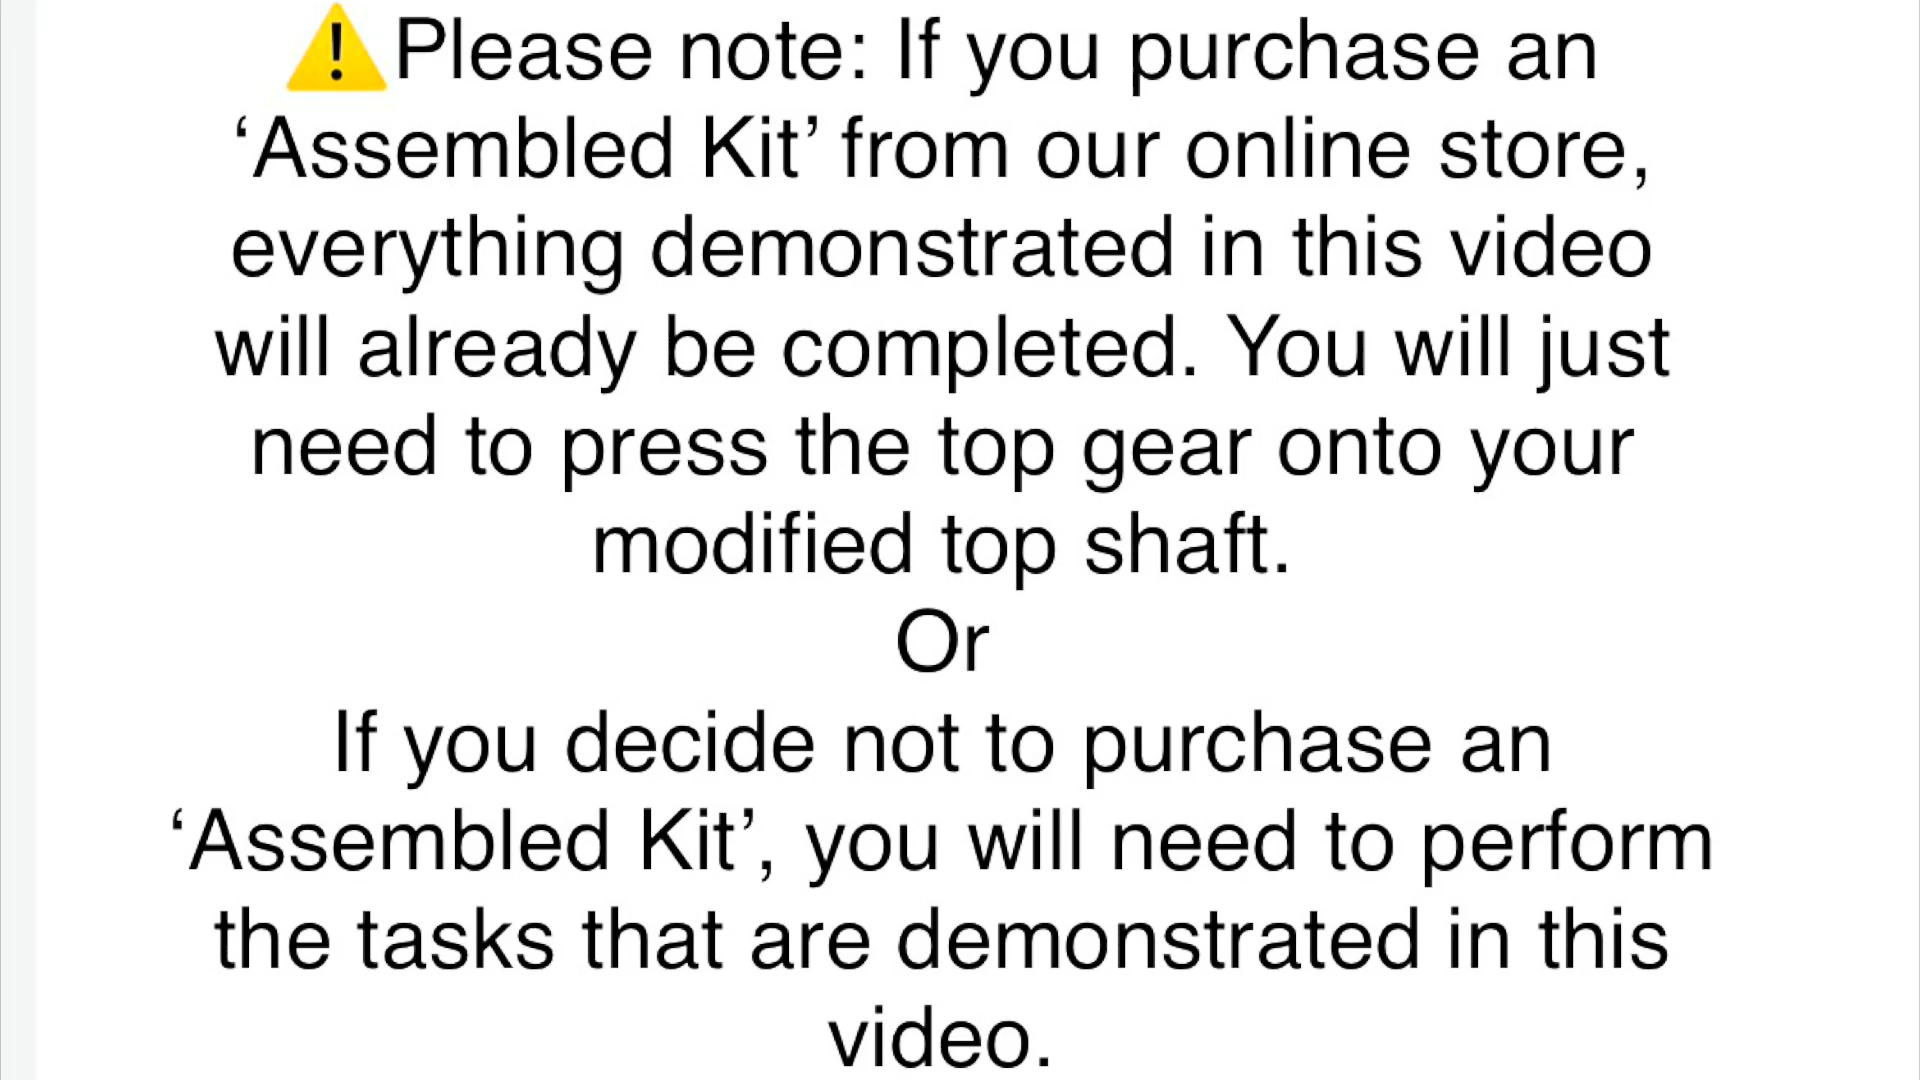 ⚠️Please note: If you purchase an
‘Assembled Kit’ from our online store,
everything demonstrated in this video
will already be completed. You will just
need to press the top gear onto your
modified top shaft.
Or
If you decide not to purchase an
‘Assembled Kit’, you will need to perform
the tasks that are demonstrated in this
video.